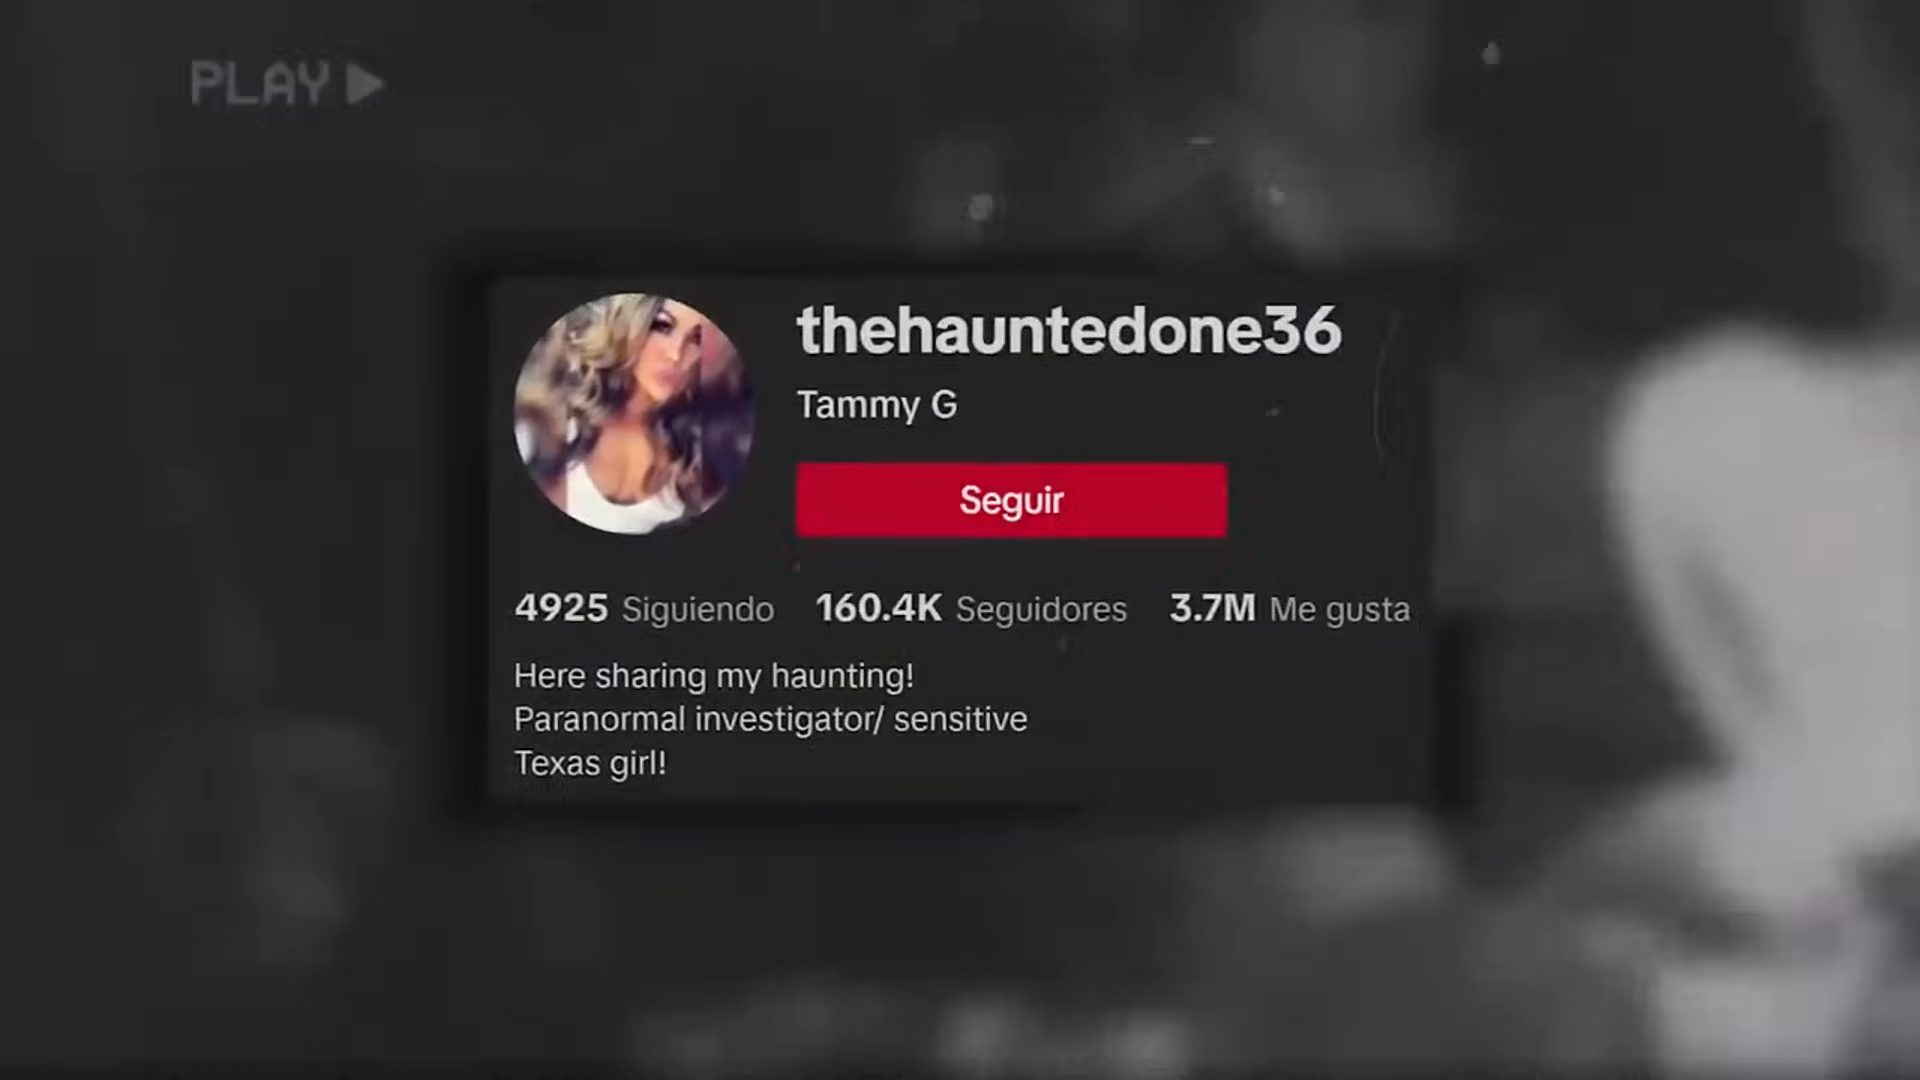 PLAY
thehauntedone36
Tammy G
Seguir
4925 Siguiendo 160.4K Seguidores 3.7M Me gusta
Here sharing my haunting!
Paranormal investigator/ sensitive
Texas girl!